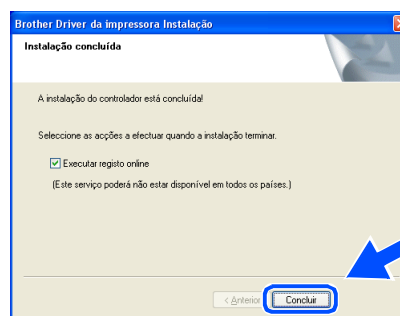 Brother Driver da impressora Instalação
Instalação concluída
A instalação do controlador está concluída!
Seleccione as acções a efectuar quando a instalação terminar.
Executar registo online
(Este serviço poderá não estar disponível em todos os países.)
< Anterior
Concluir